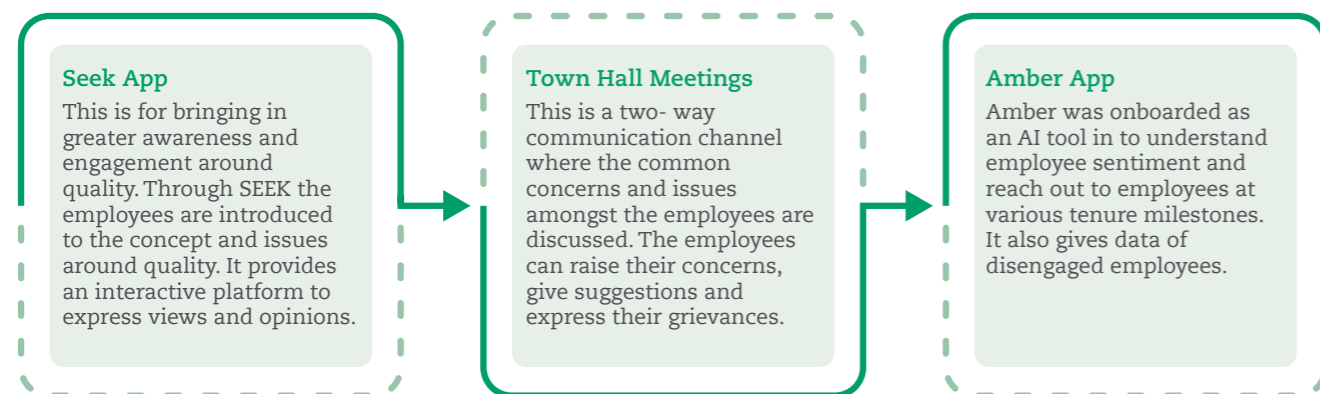 Seek App
This is for bringing in
greater awareness and
engagement around
quality. Through SEEK the
employees are introduced
to the concept and issues
around quality. It provides
an interactive platform to
express views and opinions.
Town Hall Meetings
This is a two- way
communication channel
where the common
concerns and issues
amongst the employees are
discussed. The employees
can raise their concerns,
give suggestions and
express their grievances.
Amber App
Amber was onboarded as
an AI tool in to understand
employee sentiment and
reach out to employees at
various tenure milestones.
It also gives data of
disengaged employees.